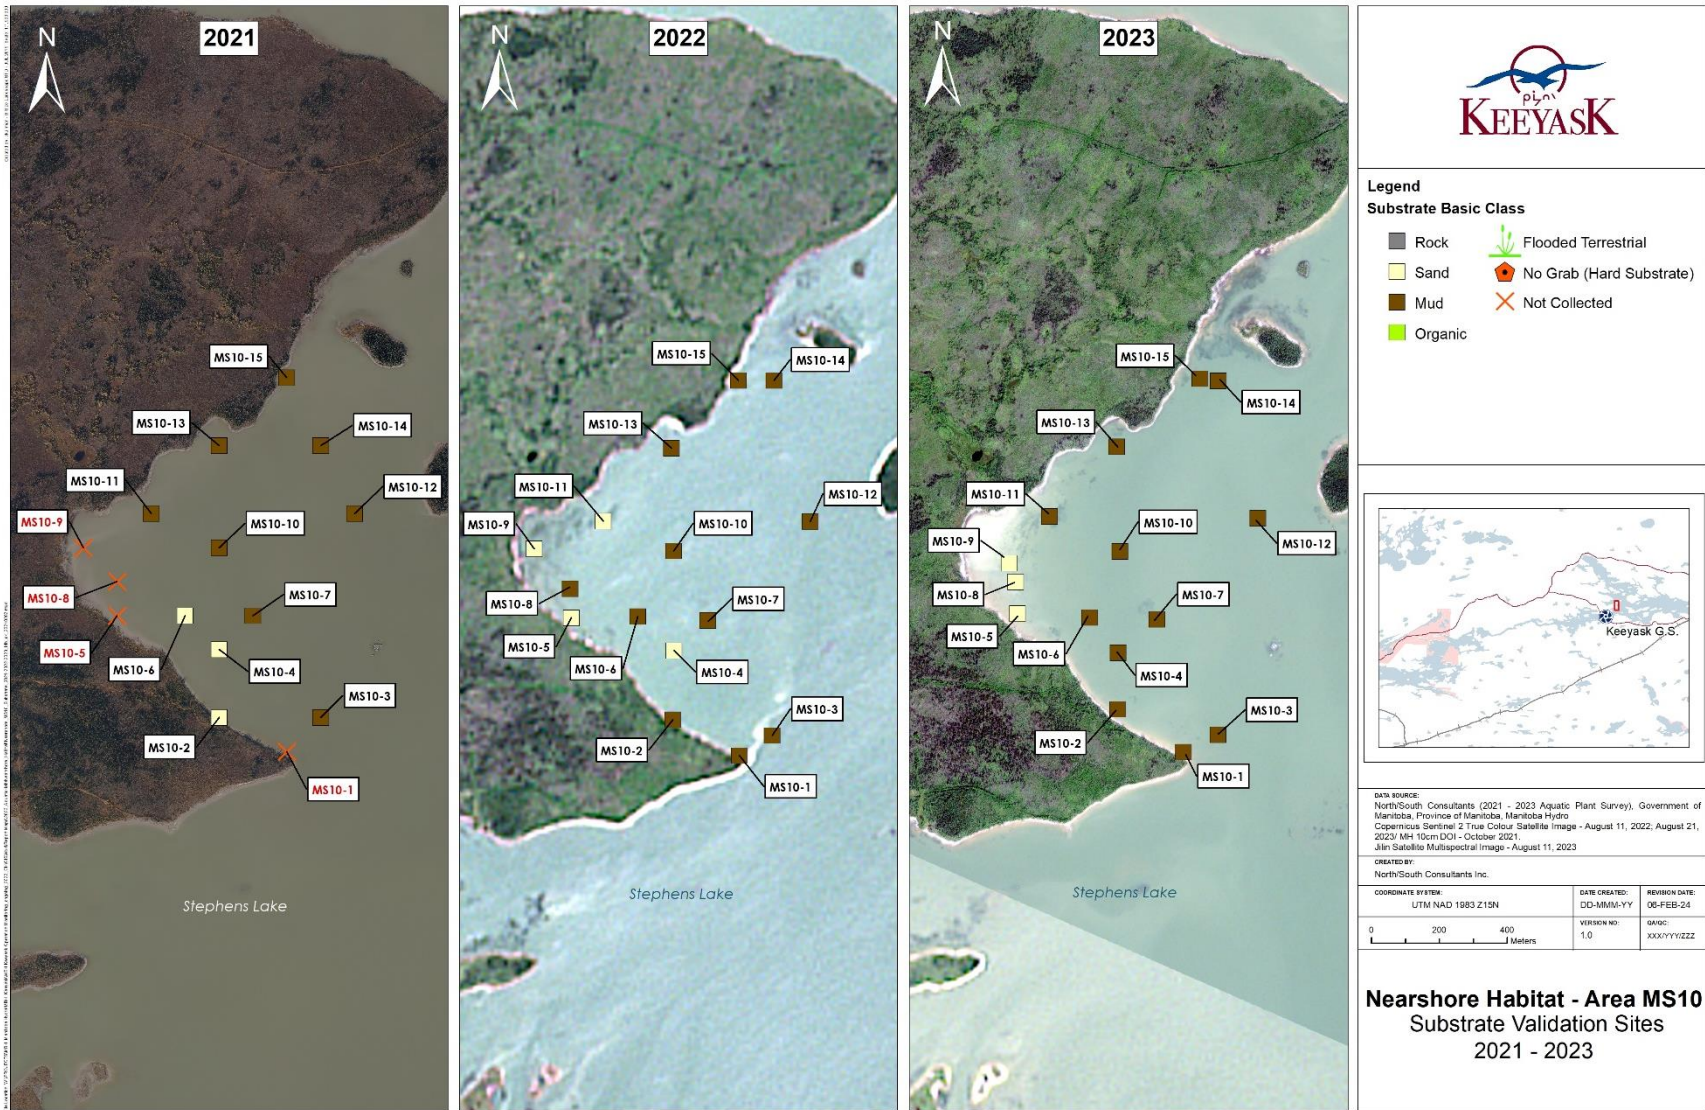 2021
N
MS10-15
MS10-13
MS10-14
MS10-11
MS10-12
MS10-9
MS10-10
MS10-8
MS10-7
MS10-5
MS10-6
MS10-4
MS10-3
MS10-2
MS10-1
Stephens Lake
2022
N
MS10-15
MS10-14
MS10-13
MS10-11
MS10-12
MS10-9
MS10-10
MS10-8
MS10-7
MS10-5
MS10-6
MS10-4
MS10-3
MS10-2
MS10-1
Stephens Lake
2023
N
MS10-15
MS10-14
MS10-13
MS10-11
MS10-10
MS10-12
MS10-9
MS10-8
MS10-7
MS10-5
MS10-6
MS10-4
MS10-3
MS10-2
MS10-1
Stephens Lake
KEEYASK
Legend
Substrate Basic Class
Rock
Flooded Terrestrial
Sand
No Grab (Hard Substrate)
Mud
Not Collected
Organic
Keeyask G.S.
DATA SOURCE:
North/South Consultants (2021 - 2023 Aquatic Plant Survey), Government of
Manitoba, Province of Manitoba, Manitoba Hydro
Copernicus Sentinel 2 True Colour Satellite Image - August 11, 2022; August 21,
2023/ MH 10cm DOI - October 2021.
Jilin Satellite Multispectral Image - August 11, 2023
CREATED BY:
North/South Consultants Inc.
COORDINATE SYSTEM:
UTM NAD 1983 Z15N
DATE CREATED:
DD-MMM-YY
REVISION DATE:
06-FEB-24
0 200 400
Meters
VERSION NO:
1.0
QA/QC:
XXX/YYY/ZZZ
Nearshore Habitat - Area MS10
Substrate Validation Sites
2021 - 2023